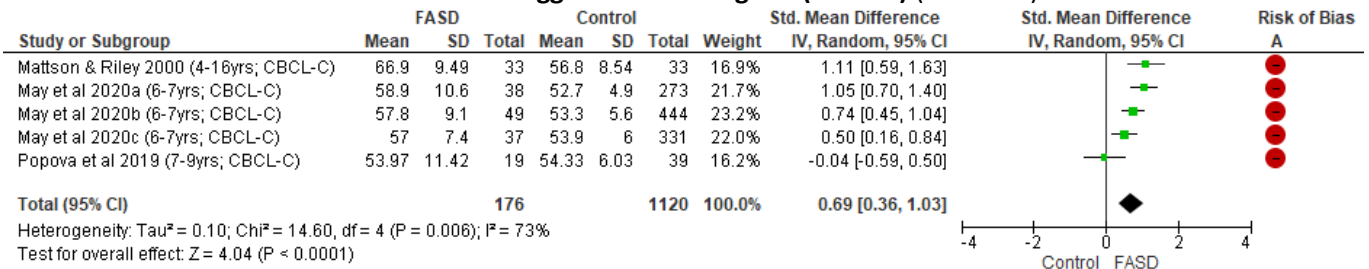 FASD Control Std. Mean Difference Std. Mean Difference Risk of Bias
Study or Subgroup Mean SD Total Mean SD Total Weight IV, Random, 95% CI IV, Random, 95% CI A
Mattson & Riley 2000 (4-16yrs; CBCL-C) 66.9 9.49 33 56.8 8.54 33 16.9% 1.11 [0.59, 1.63]
May et al 2020a (6-7yrs; CBCL-C) 58.9 10.6 38 52.7 4.9 273 21.7% 1.05 [0.70, 1.40]
May et al 2020b (6-7yrs; CBCL-C) 57.8 9.1 49 53.3 5.6 444 23.2% 0.74 [0.45, 1.04]
May et al 2020c (6-7yrs; CBCL-C) 57 7.4 37 53.9 6 331 22.0% 0.50 [0.16, 0.84]
Popova et al 2019 (7-9yrs; CBCL-C) 53.97 11.42 19 54.33 6.03 39 16.2% -0.04 [-0.59, 0.50]
Total (95% CI) 176 1120 100.0% 0.69 [0.36, 1.03]
Heterogeneity: Tau² = 0.10; Chi² = 14.60, df = 4 (P = 0.006); I² = 73%
Test for overall effect: Z = 4.04 (P < 0.0001)
-4 -2 0 2 4
Control FASD